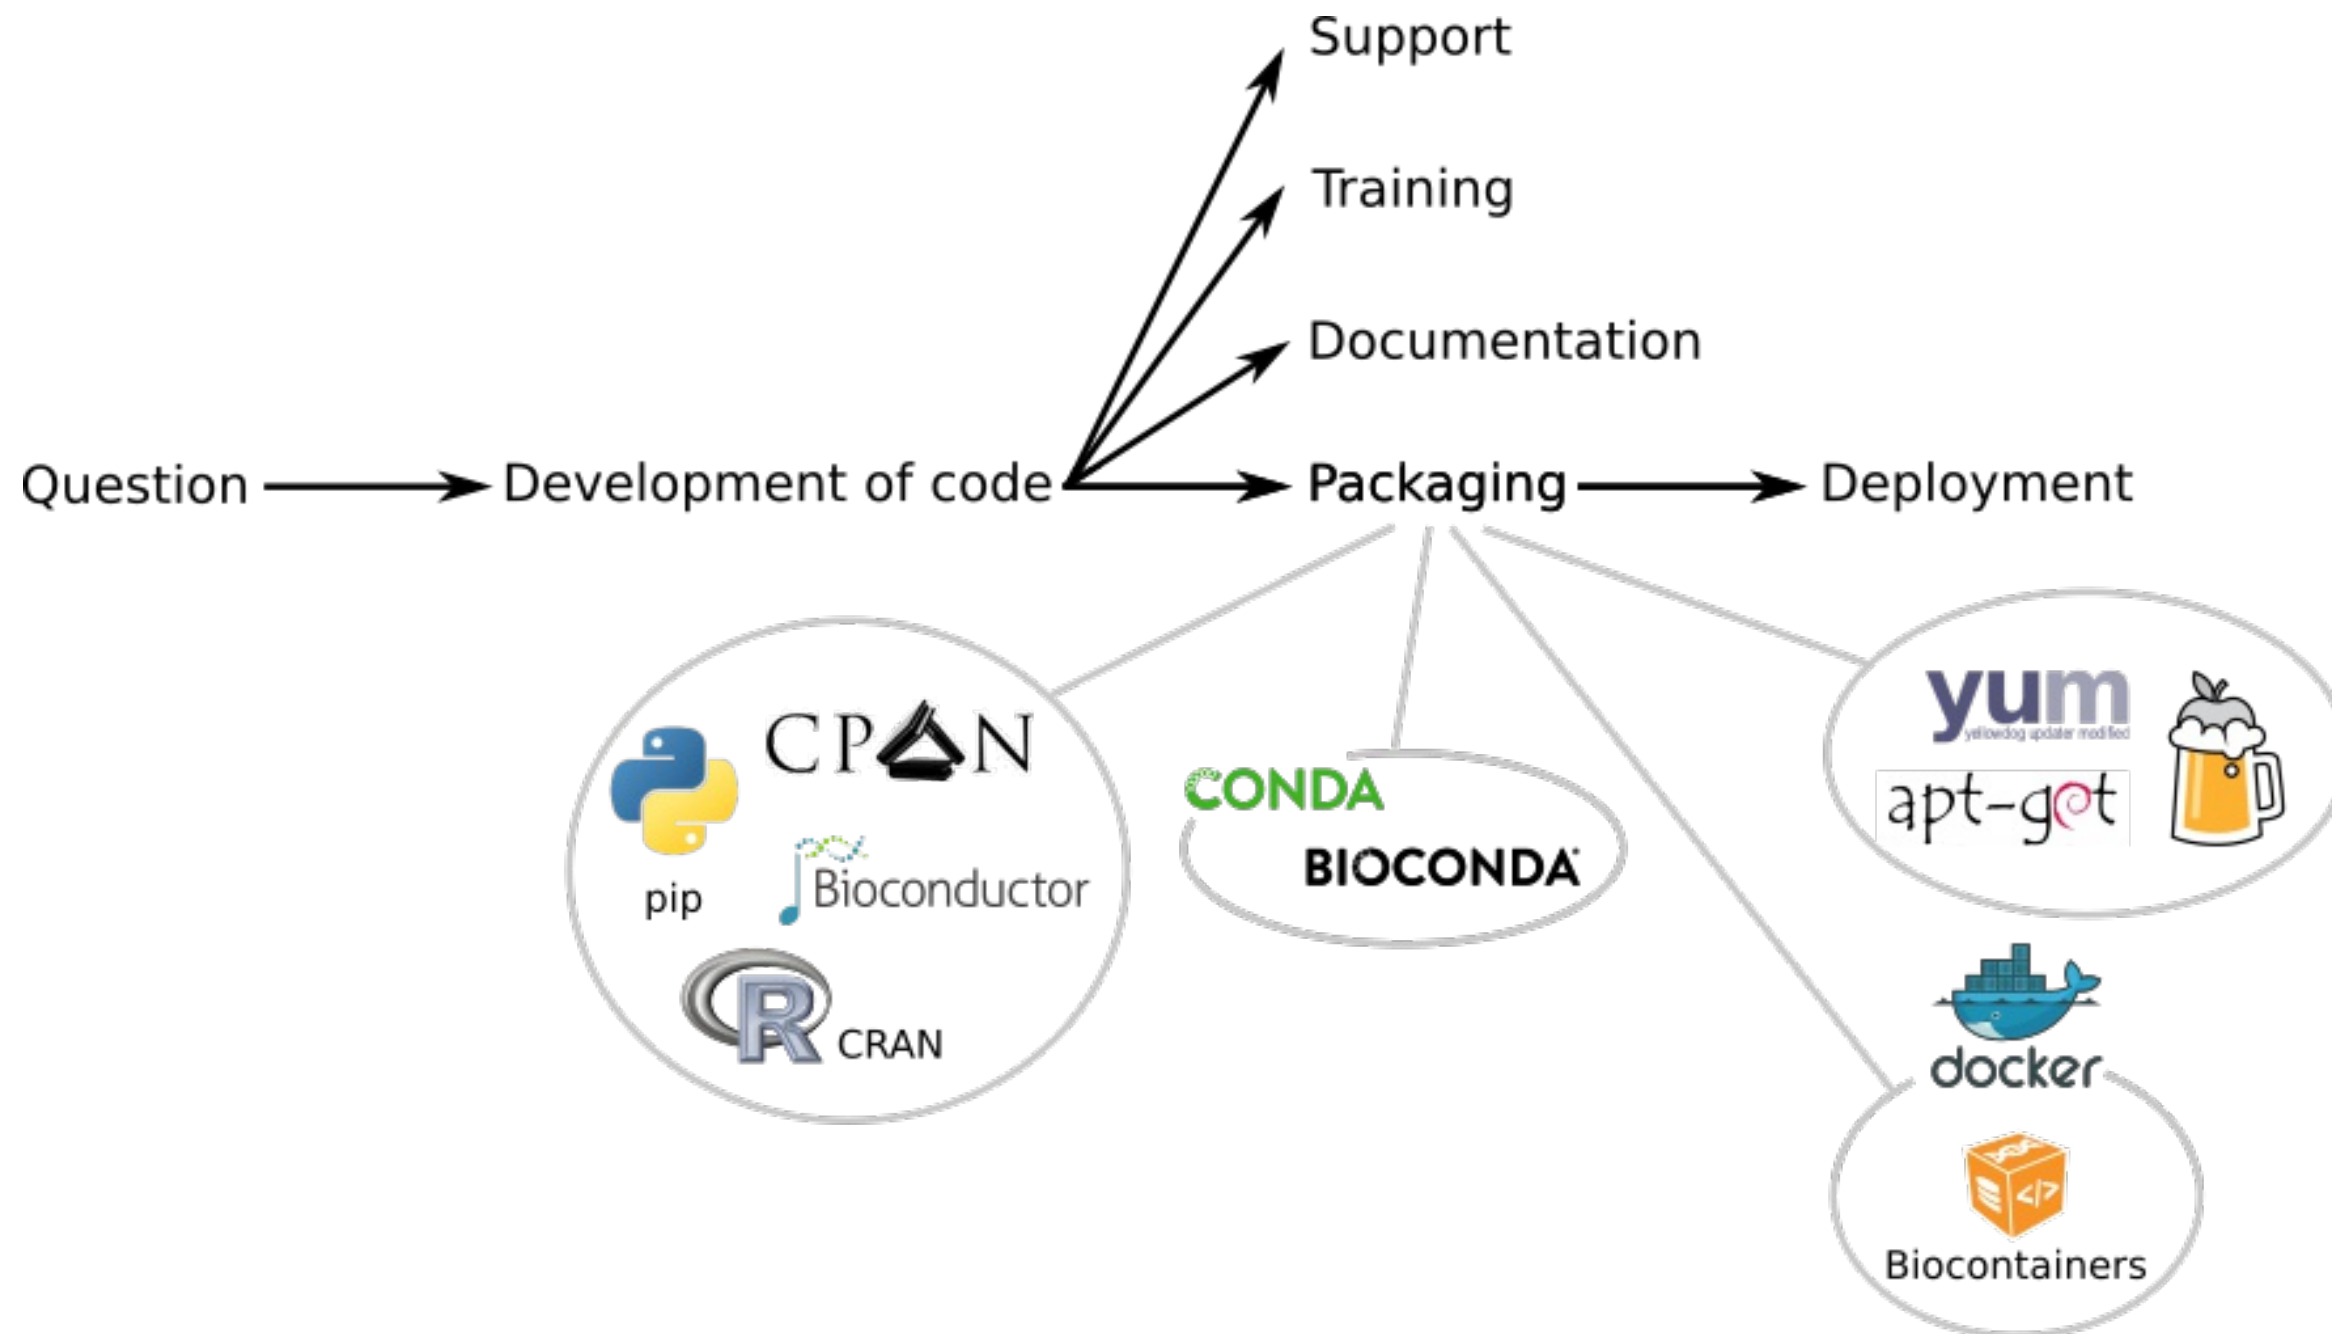 Support
Training
Documentation
Question
Development of code
Packaging
Deployment
CPAN
pip
Bioconductor
R
CRAN
CONDA
BIOCONDA
yum
yellowdog updater modified
apt-get
docker
</>
Biocontainers